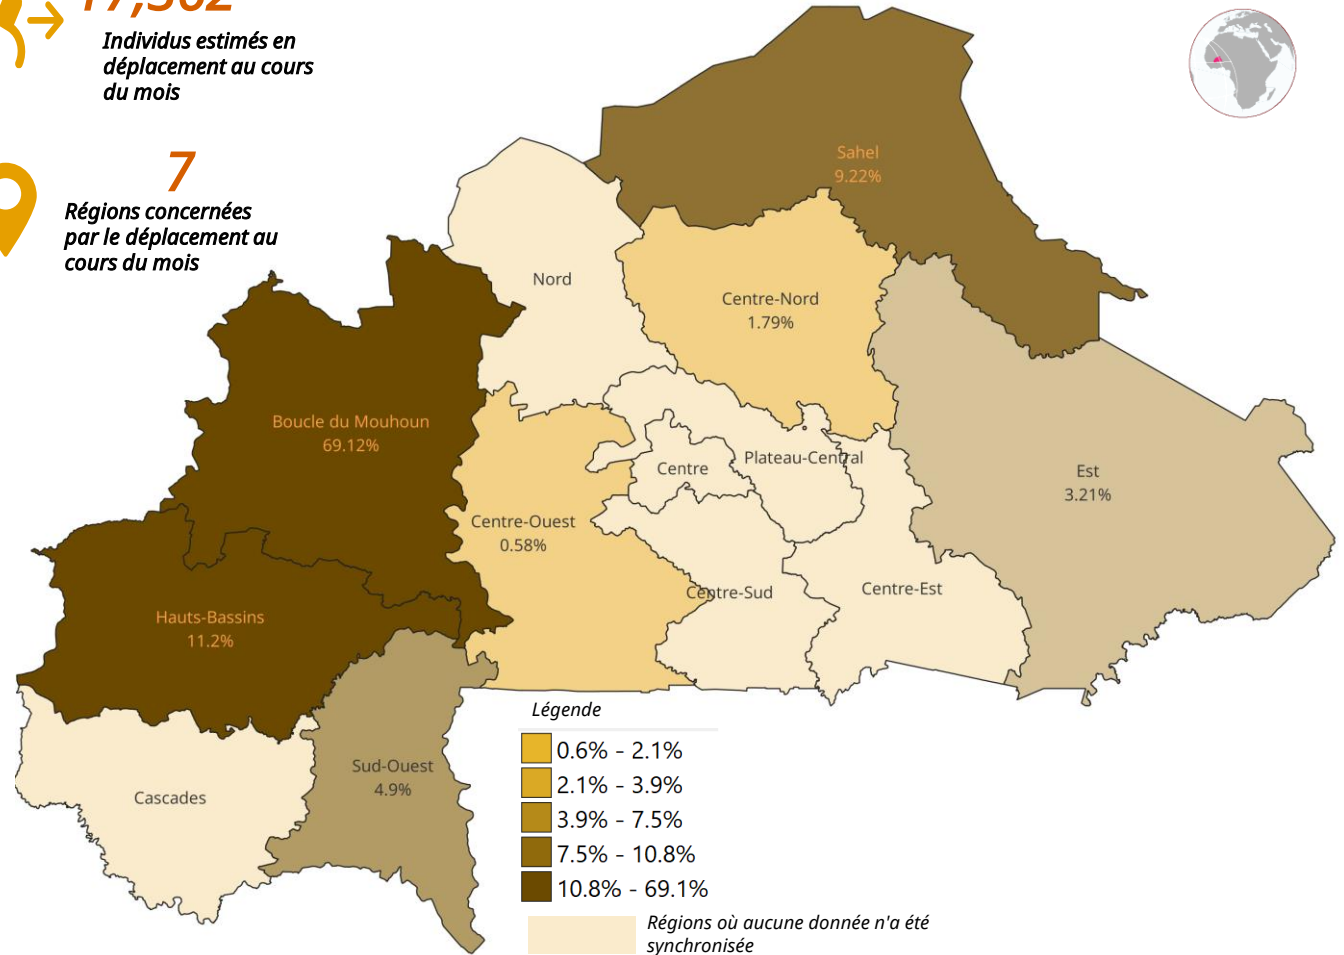 Individus estimés en
déplacement au cours
du mois
7
Régions concernées
par le déplacement au
cours du mois
Sahel
9.22%
Nord
Centre-Nord
1.79%
Boucle du Mouhoun
69.12%
Centre
Plateau-Central
Est
3.21%
Centre-Ouest
0.58%
Centre-Sud
Centre-Est
Hauts-Bassins
11.2%
Sud-Ouest
4.9%
Cascades
Légende
0.6% - 2.1%
2.1% - 3.9%
3.9% - 7.5%
7.5% - 10.8%
10.8% - 69.1%
Régions où aucune donnée n'a été
synchronisée